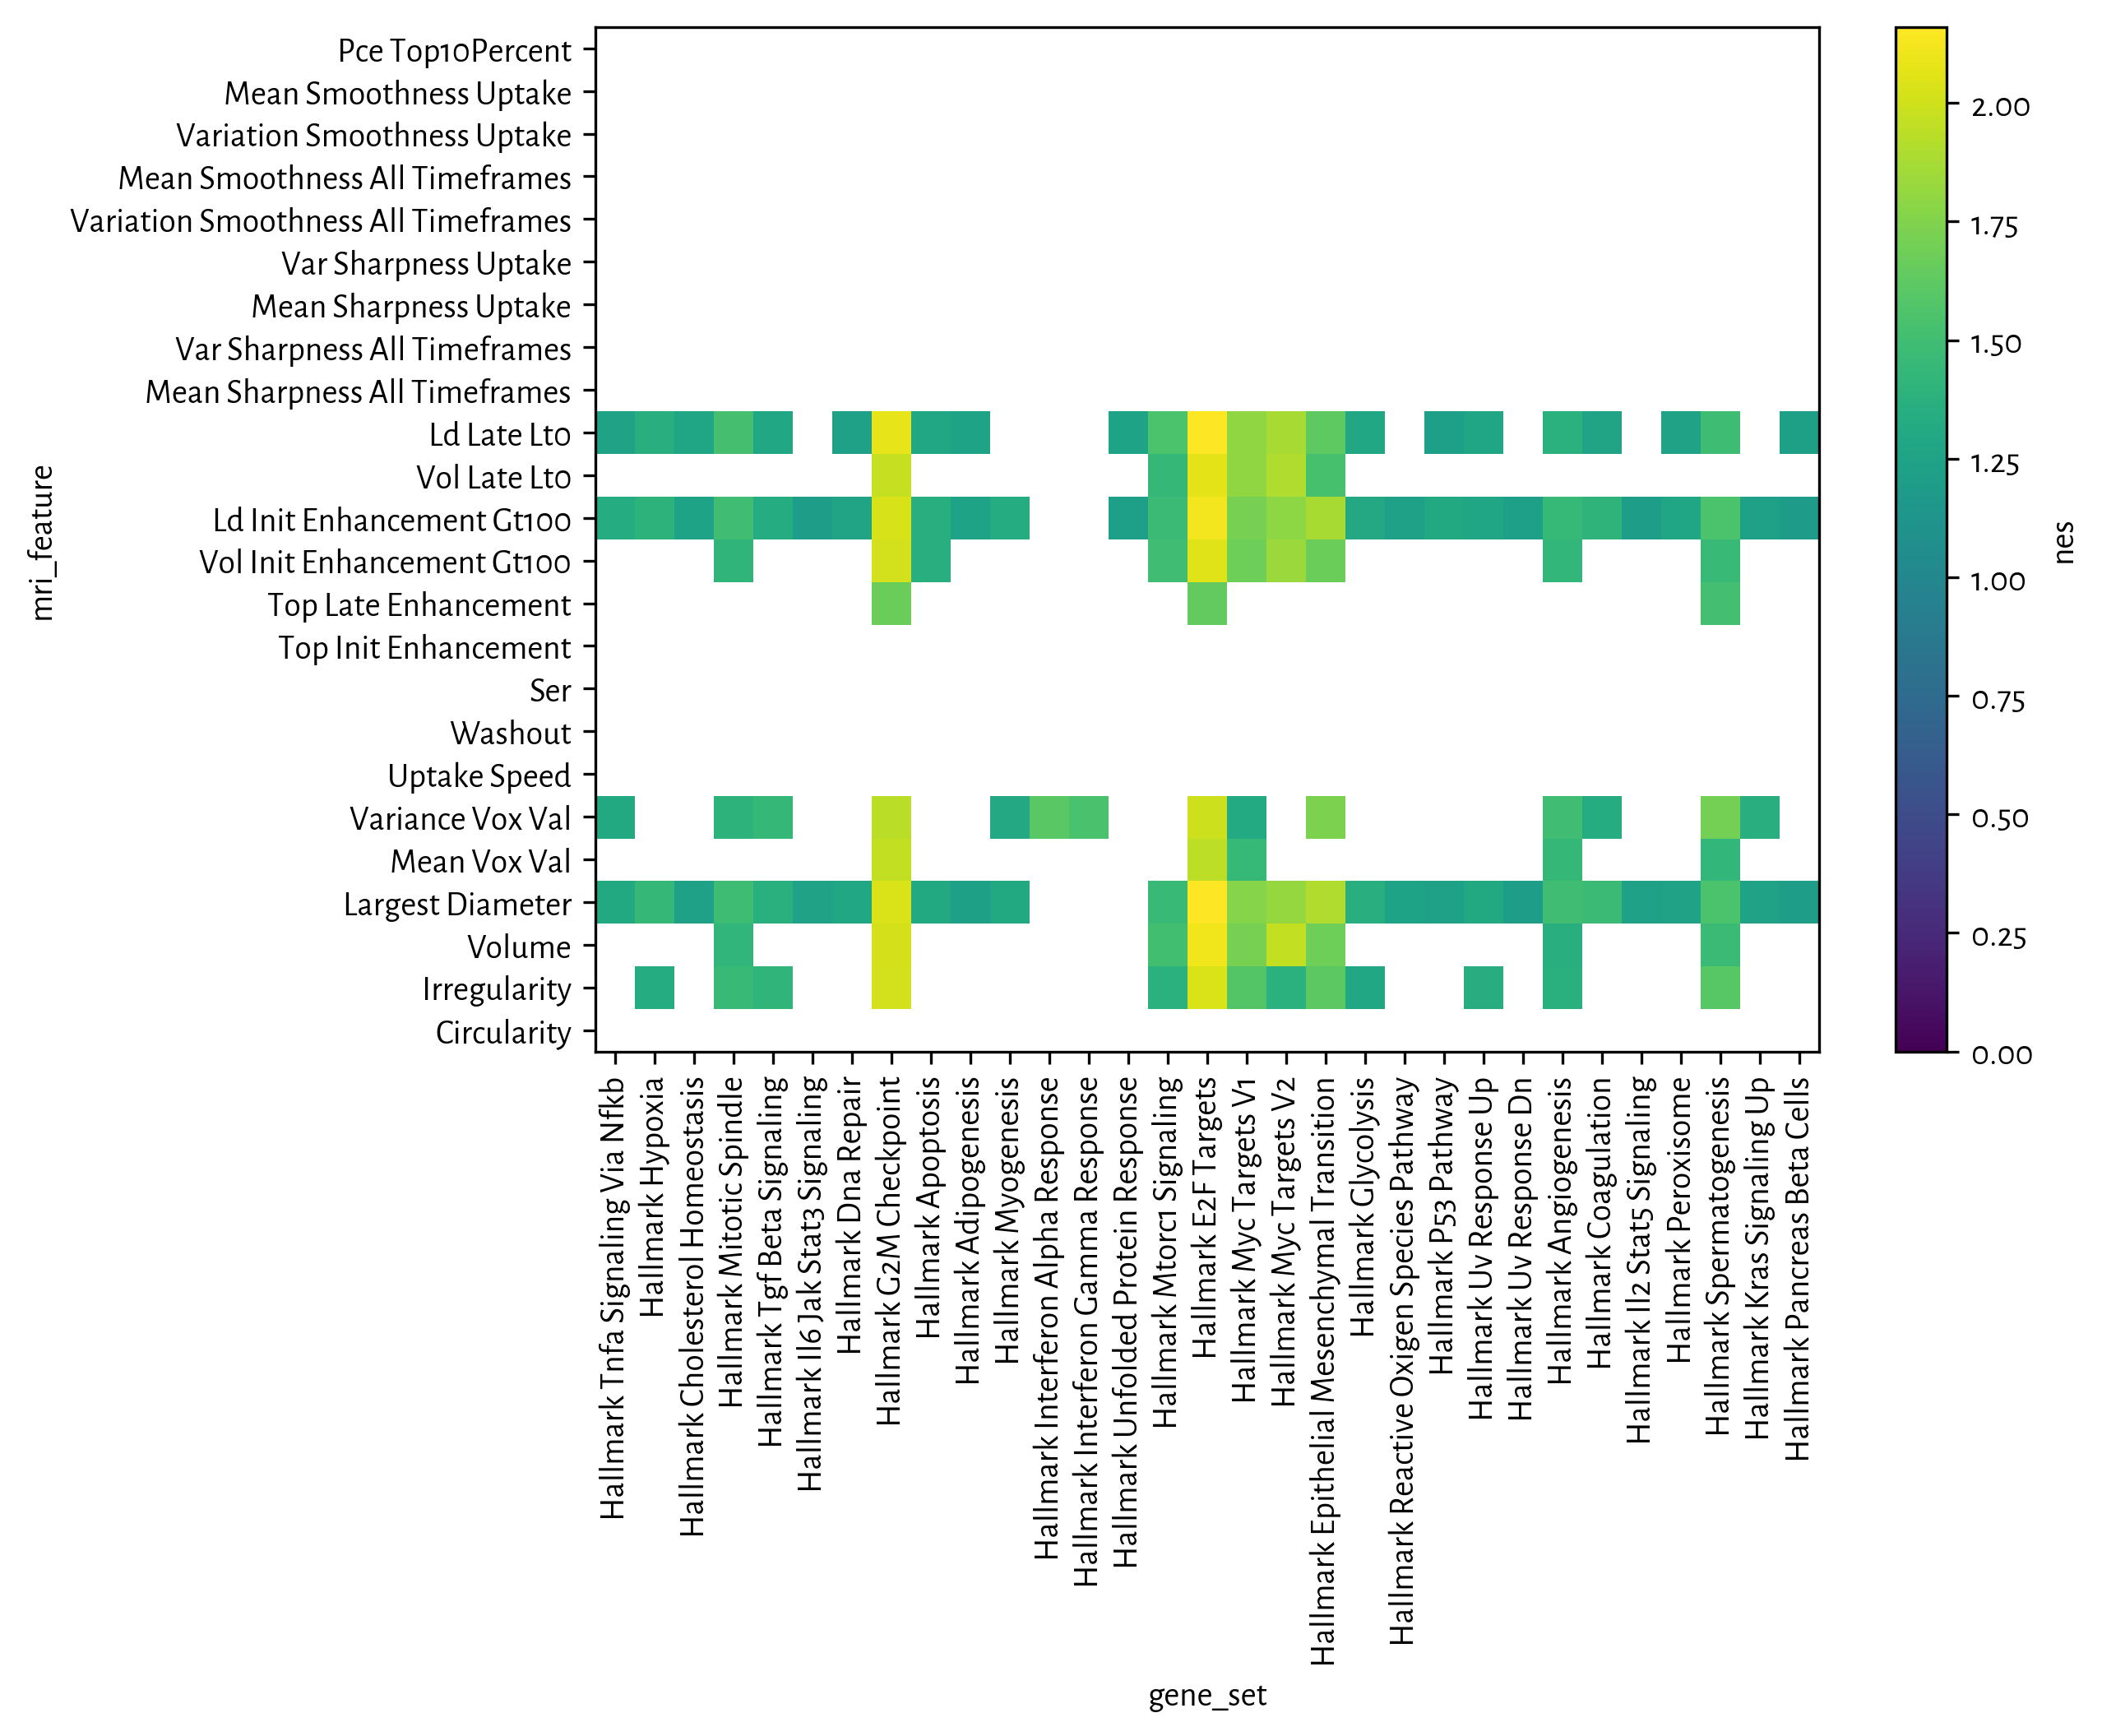 Pce Top10Percent
Mean Smoothness Uptake
Variation Smoothness Uptake
Mean Smoothness All Timeframes
Variation Smoothness All Timeframes
Var Sharpness Uptake
Mean Sharpness Uptake
Var Sharpness All Timeframes
Mean Sharpness All Timeframes
Ld Late Lt0
Vol Late Lt0
Ld Init Enhancement Gt100
Vol Init Enhancement Gt100
Top Late Enhancement
Top Init Enhancement
Ser
Washout
Uptake Speed
Variance Vox Val
Mean Vox Val
Largest Diameter
Volume
Irregularity
Circularity
mri_feature
Hallmark Tnfa Signaling Via Nfkb
Hallmark Hypoxia
Hallmark Cholesterol Homeostasis
Hallmark Mitotic Spindle
Hallmark Tgf Beta Signaling
Hallmark Il6 Jak Stat3 Signaling
Hallmark Dna Repair
Hallmark G2M Checkpoint
Hallmark Apoptosis
Hallmark Adipogenesis
Hallmark Myogenesis
Hallmark Interferon Alpha Response
Hallmark Interferon Gamma Response
Hallmark Unfolded Protein Response
Hallmark Mtorc1 Signaling
Hallmark E2F Targets
Hallmark Myc Targets V1
Hallmark Myc Targets V2
Hallmark Epithelial Mesenchymal Transition
Hallmark Glycolysis
Hallmark Reactive Oxigen Species Pathway
Hallmark P53 Pathway
Hallmark Uv Response Up
Hallmark Uv Response Dn
Hallmark Angiogenesis
Hallmark Coagulation
Hallmark Il2 Stat5 Signaling
Hallmark Peroxisome
Hallmark Spermatogenesis
Hallmark Kras Signaling Up
Hallmark Pancreas Beta Cells
gene_set
2.00
1.75
1.50
1.25
1.00
0.75
0.50
0.25
0.00
nes